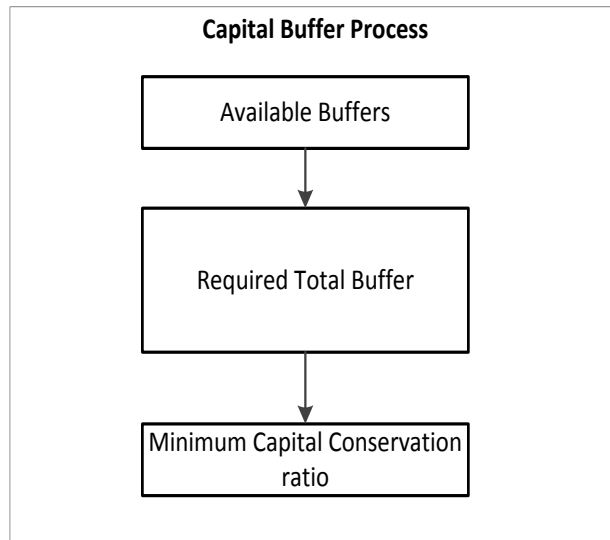 Capital Buffer Process
Available Buffers
Required Total Buffer
Minimum Capital Conservation
ratio